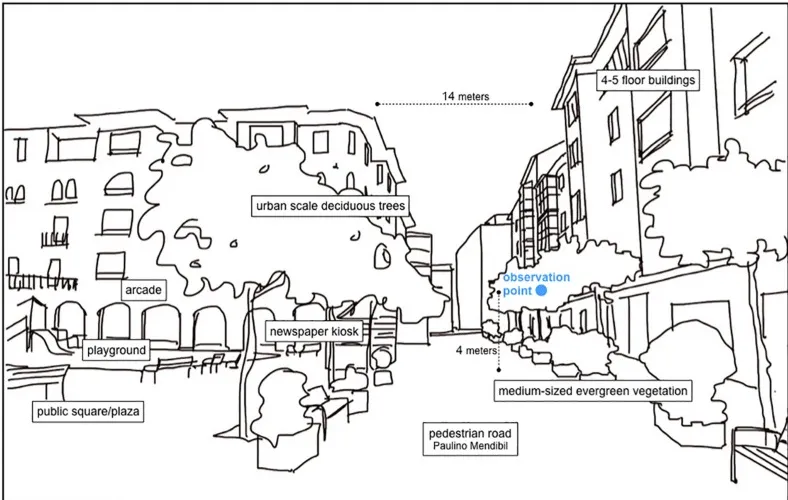 4-5 floor buildings
14 meters
urban scale deciduous trees
observation
point
arcade
newspaper kiosk
playground
4 meters
medium-sized evergreen vegetation
public square/plaza
pedestrian road
Paulino Mendibil